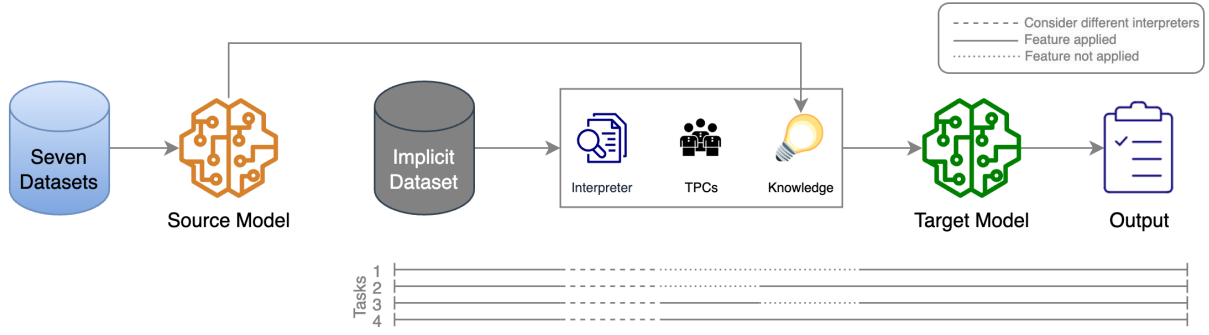 Consider different interpreters
Feature applied
Feature not applied
Seven
Datasets
Source Model
Implicit
Dataset
Interpreter
TPCs
Knowledge
Target Model
Output
Tasks
1
2
3
4